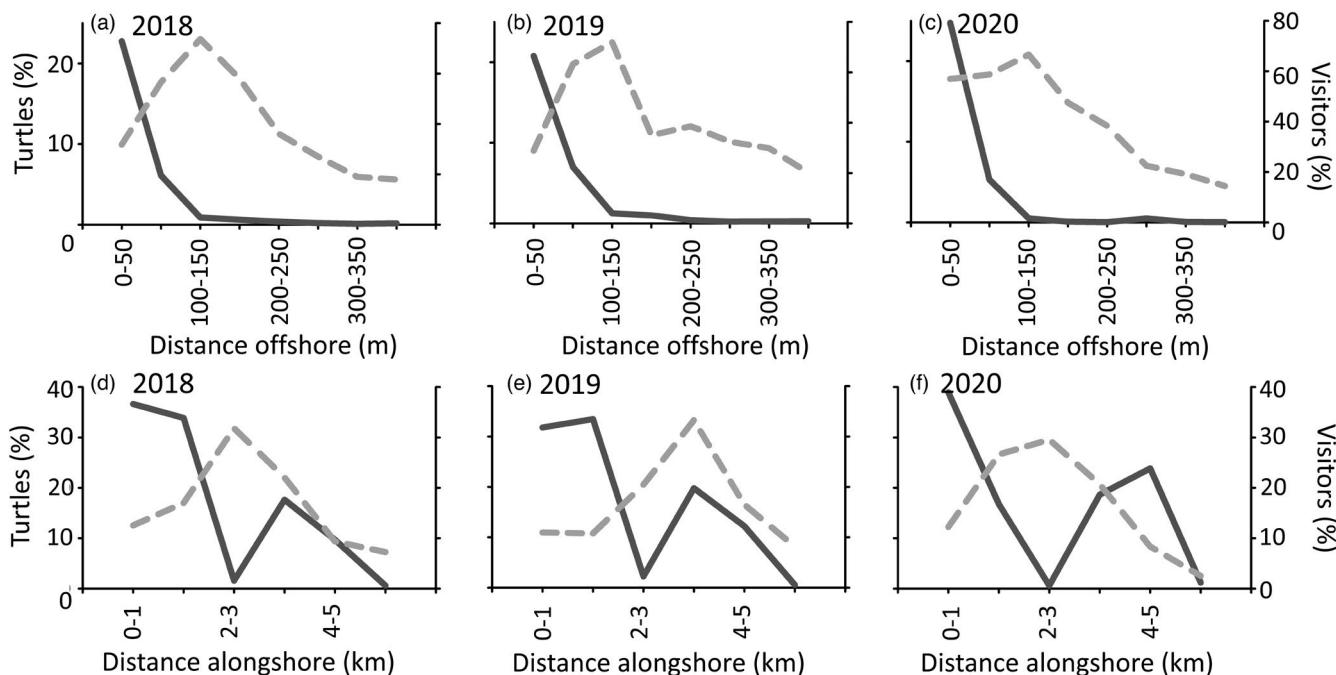 (a) 2018
(b) 2019
(c) 2020
Turtles (%)
20
10
0
80
60
40
20
0
Visitors (%)
0-50
100-150
200-250
300-350
0-50
100-150
200-250
300-350
0-50
100-150
200-250
300-350
Distance offshore (m)
Distance offshore (m)
Distance offshore (m)
(d) 2018
(e) 2019
(f) 2020
Turtles (%)
40
30
20
10
0
40
30
20
10
0
Visitors (%)
0-1
2-3
4-5
0-1
2-3
4-5
0-1
2-3
4-5
Distance alongshore (km)
Distance alongshore (km)
Distance alongshore (km)